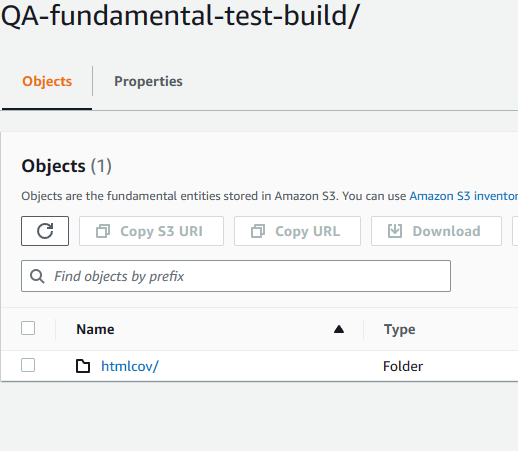 QA-fundamental-test-build/
Objects Properties
Objects (1)
Objects are the fundamental entities stored in Amazon S3. You can use Amazon S3 inventor
Copy S3 URI Copy URL Download
Find objects by prefix
Name Type
htmlcov/ Folder